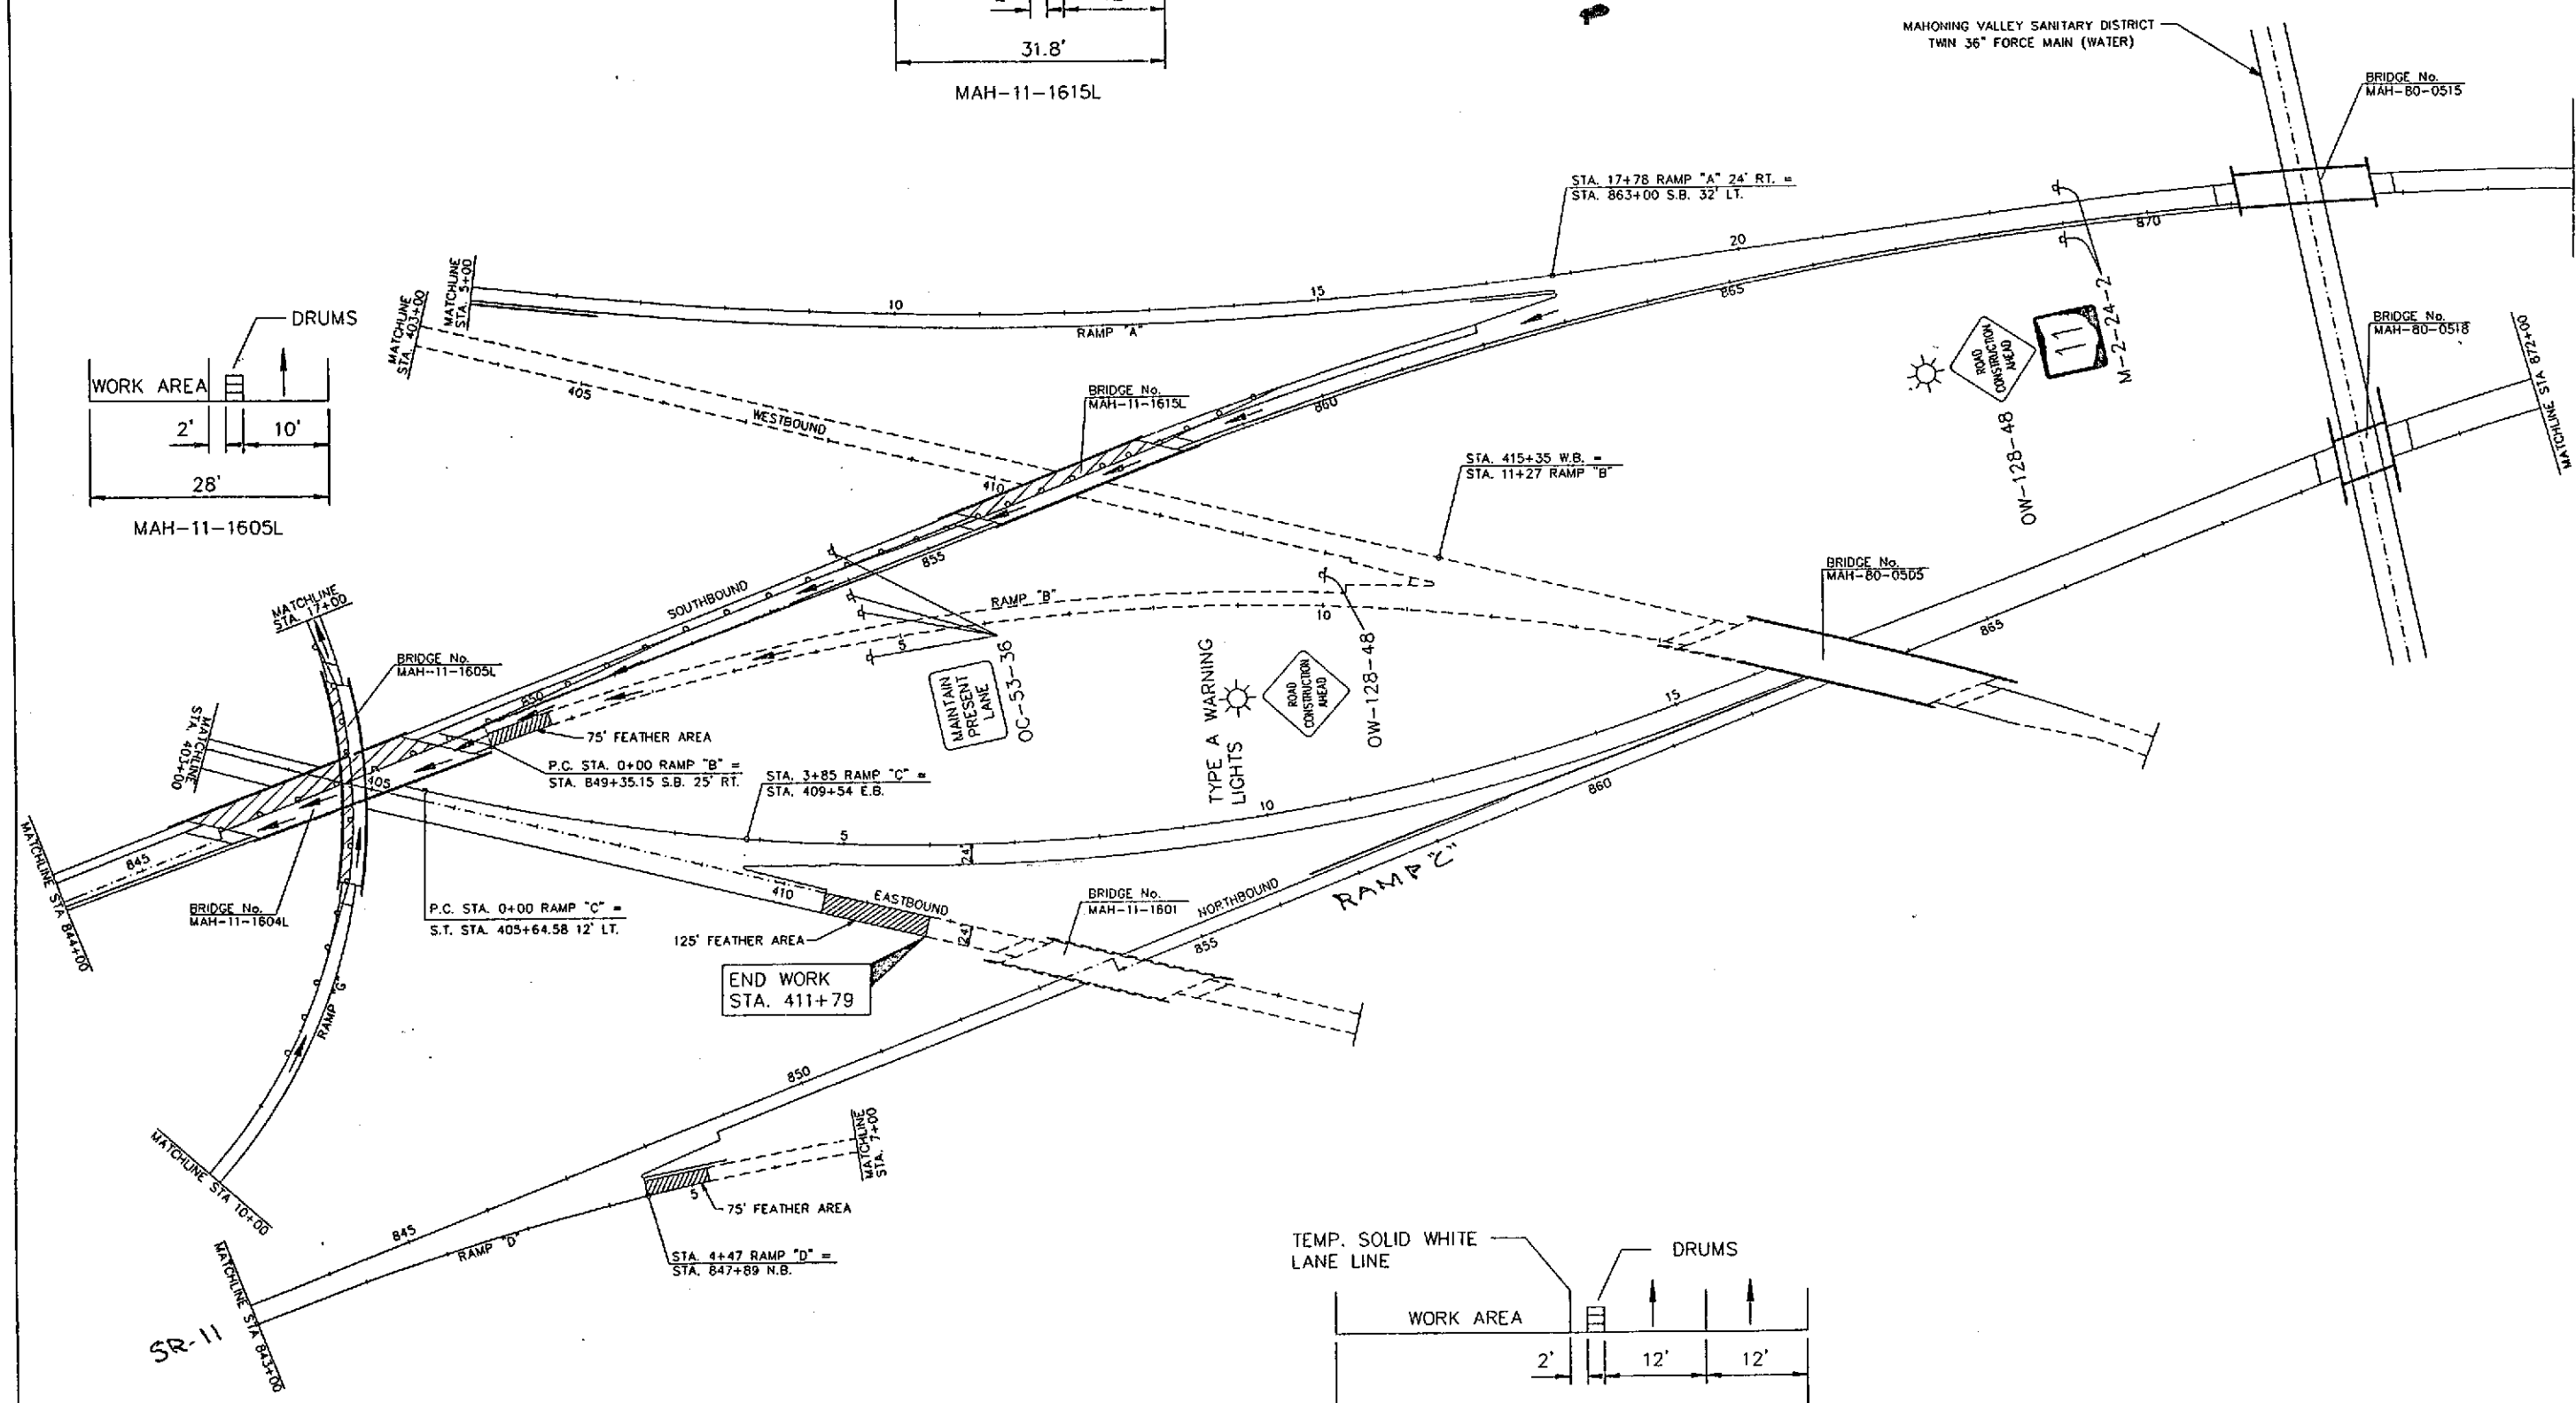 31.8'
MAH-11-1615L
MAHONING VALLEY SANITARY DISTRICT
TWIN 36" FORCE MAIN (WATER)
BRIDGE No.
MAH-80-0515
STA. 17+78 RAMP "A" 24' RT. =
STA. 863+00 S.B. 32' LT.
870
20
865
15
10
RAMP "A"
MATCHLINE
STA. 5+00
MATCHLINE
STA. 403+00
405
WESTBOUND
DRUMS
WORK AREA
2'
10'
28'
MAH-11-1605L
BRIDGE No.
MAH-11-1615L
860
410
855
STA. 415+35 W.B. =
STA. 11+27 RAMP "B"
ROAD
CONSTRUCTION
AHEAD
OW-128-48
11
M-2-24-2
BRIDGE No.
MAH-80-0518
MATCHLINE STA 872+00
BRIDGE No.
MAH-80-0505
865
MATCHLINE
STA. 17+00
SOUTHBOUND
RAMP "B"
5
10
BRIDGE No.
MAH-11-1605L
850
MAINTAIN
PRESENT
LANE
OC-53-36
TYPE A WARNING
LIGHTS
ROAD
CONSTRUCTION
AHEAD
OW-128-48
15
MATCHLINE
STA. 403+00
75' FEATHER AREA
P.C. STA. 0+00 RAMP "B" =
STA. 849+35.15 S.B. 25' RT.
STA. 3+85 RAMP "C" =
STA. 409+54 E.B.
405
10
860
5
24'
845
MATCHLINE STA 844+00
BRIDGE No.
MAH-11-1604L
P.C. STA. 0+00 RAMP "C" =
S.T. STA. 405+64.58 12' LT.
410
EASTBOUND
125' FEATHER AREA
24'
BRIDGE No.
MAH-11-1601
NORTHBOUND
RAMP "C"
855
END WORK
STA. 411+79
RAMP "G"
850
MATCHLINE
STA. 7+00
MATCHLINE STA 10+00
5
75' FEATHER AREA
845
RAMP "D"
STA. 4+47 RAMP "D" =
STA. 847+89 N.B.
MATCHLINE STA 843+00
SR-11
TEMP. SOLID WHITE
LANE LINE
DRUMS
WORK AREA
2'
12'
12'